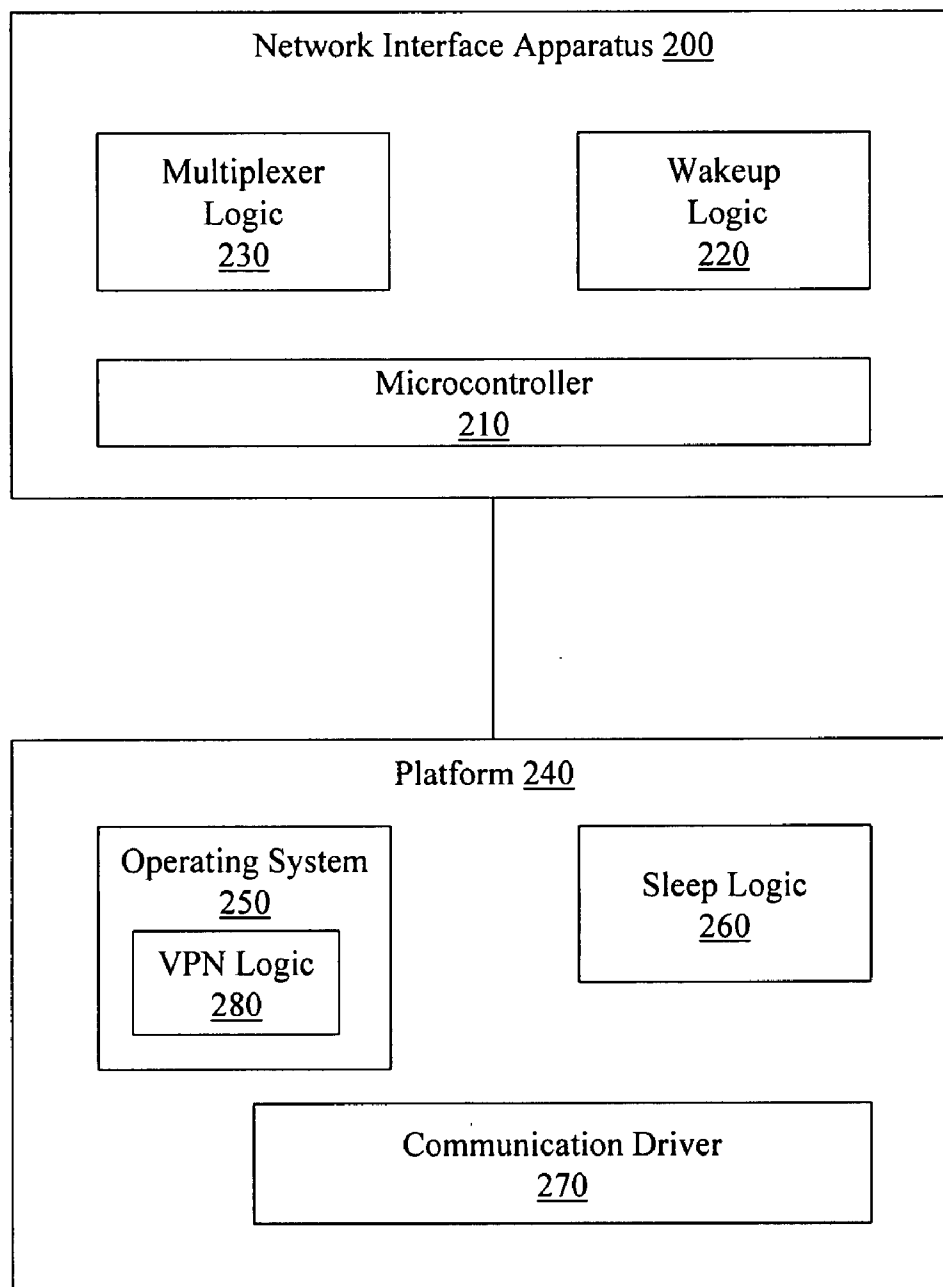 Network Interface Apparatus 200
Multiplexer
Logic
230
Wakeup
Logic
220
Microcontroller
210
Platform 240
Operating System
250
VPN Logic
280
Sleep Logic
260
Communication Driver
270